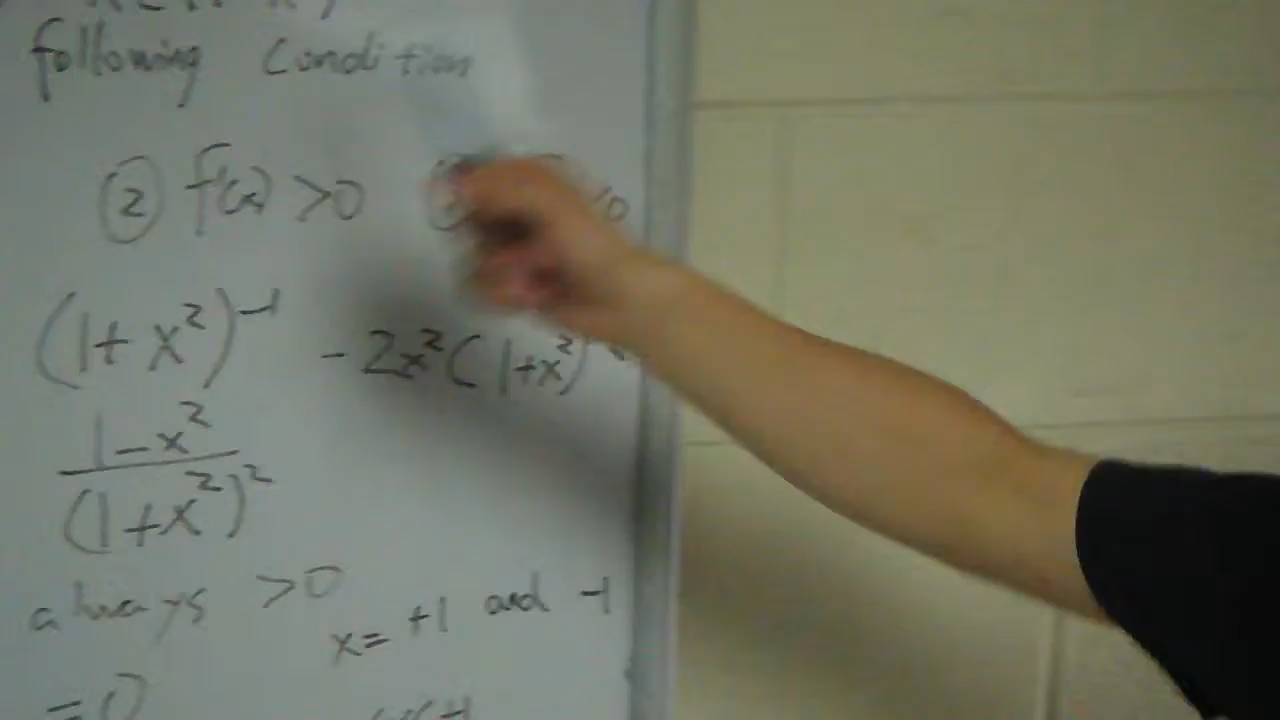 following condition
② f'(x) >0
(1+x²)⁻¹ -2x²(1+x²)
1-x²
(1+x²)²
always >0
x= +1 and -1
=0